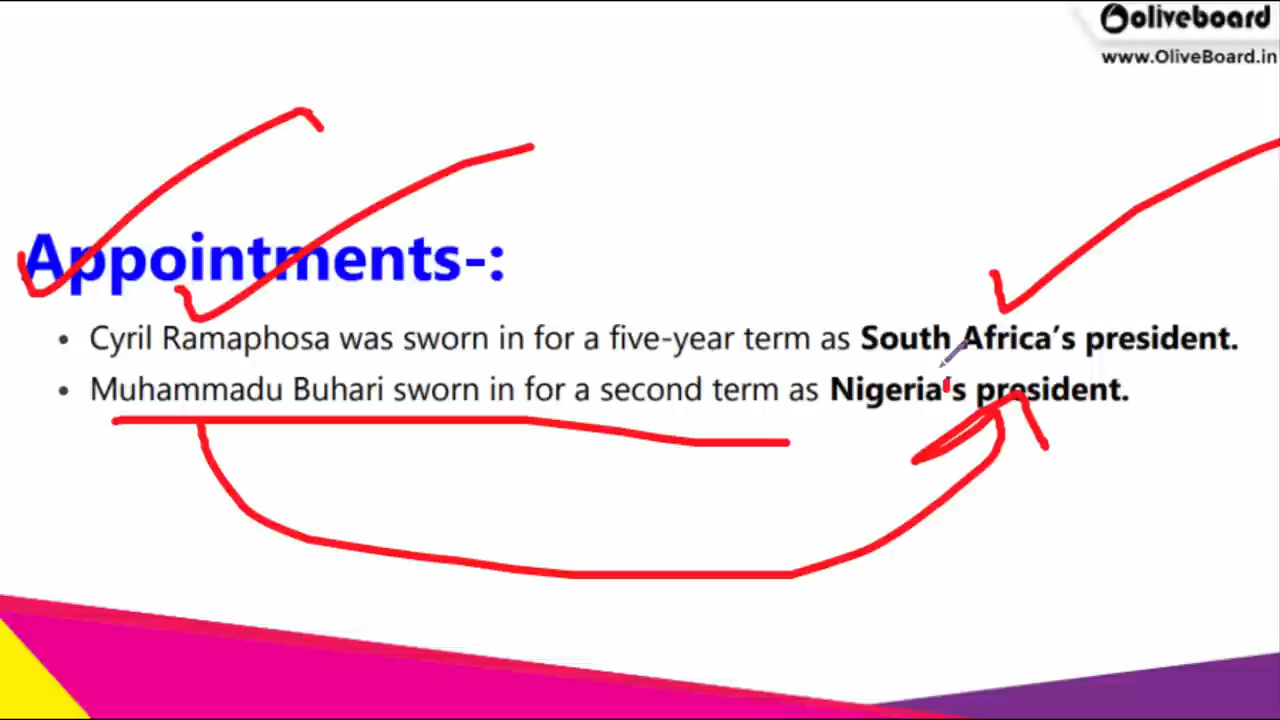 oliveboard
www.OliveBoard.in
Appointments-:
• Cyril Ramaphosa was sworn in for a five-year term as South Africa’s president.
• Muhammadu Buhari sworn in for a second term as Nigeria's president.